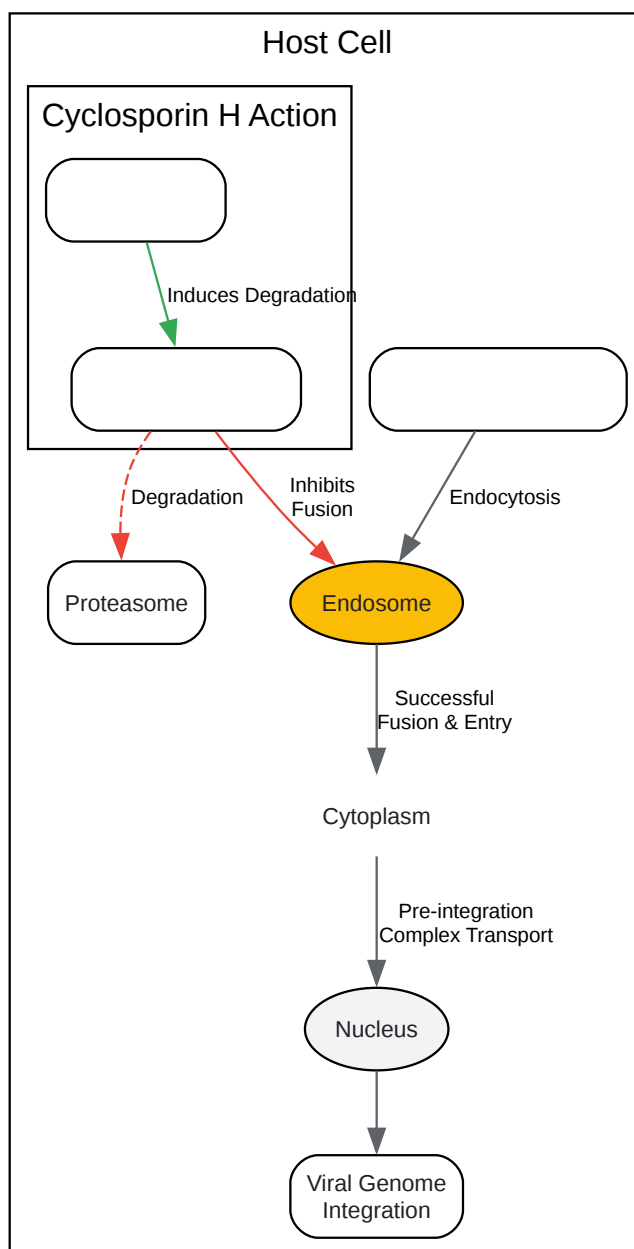 Host Cell
Cyclosporin H Action
Induces Degradation
Degradation
Inhibits
Fusion
Endocytosis
Proteasome
Endosome
Successful
Fusion & Entry
Cytoplasm
Pre-integration
Complex Transport
Nucleus
Viral Genome
Integration